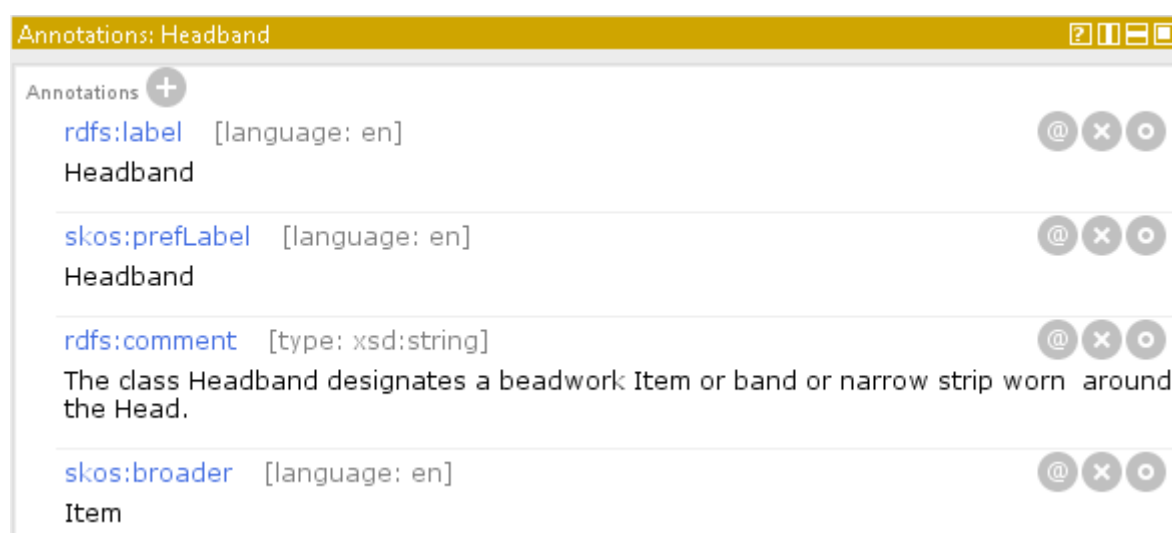 Annotations: Headband
Annotations
rdfs:label [language: en]
Headband
skos:prefLabel [language: en]
Headband
rdfs:comment [type: xsd:string]
The class Headband designates a beadwork Item or band or narrow strip worn  around
the Head.
skos:broader [language: en]
Item